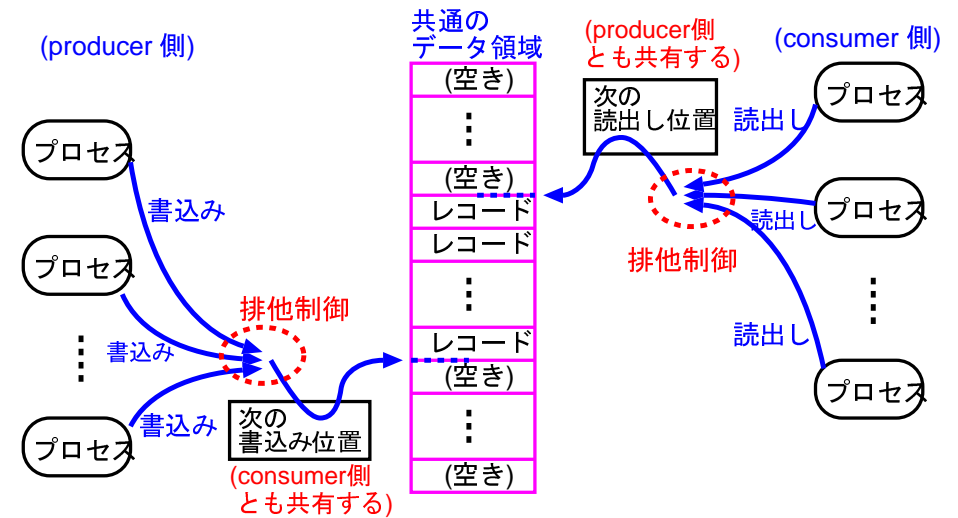 (producer 側)
プロセス
書込み
プロセス
書込み
プロセス
書込み
排他制御
次の
書込み位置
(consumer側
とも共有する)
共通の
データ領域
(空き)
(空き)
レコード
レコード
レコード
(空き)
(空き)
(producer側
とも共有する)
次の
読出し位置
排他制御
(consumer 側)
プロセス
読出し
プロセス
読出し
読出し
プロセス